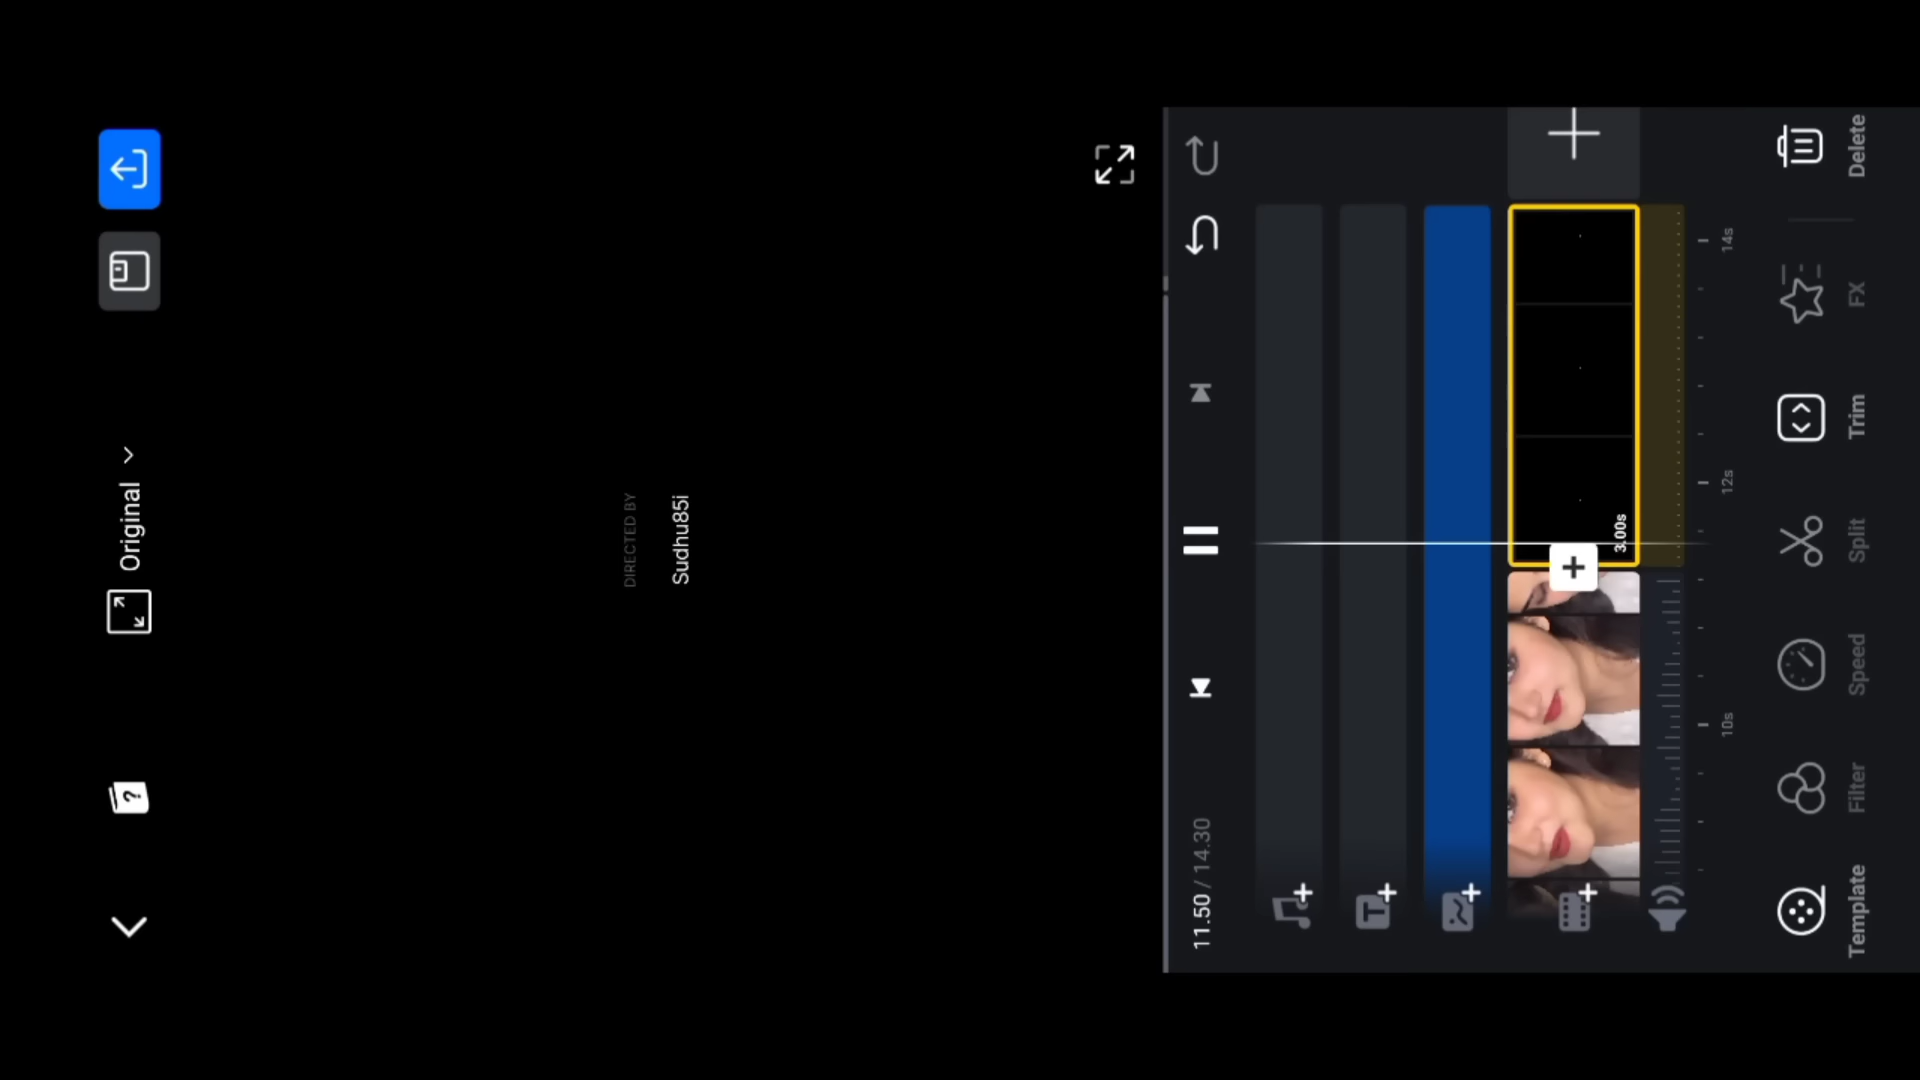 Original
DIRECTED BY
Sudhu85i
11.50 / 14.30
3.00s
10s
12s
14s
Template
Filter
Speed
Split
Trim
FX
Delete